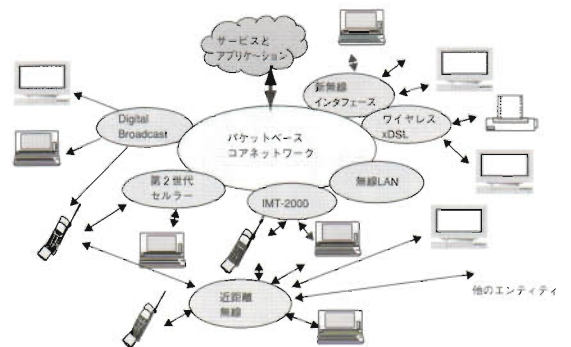 サービスと
アプリケーション
新無線
インタフェース
Digital
Broadcast
パケットベース
コアネットワーク
ワイヤレス
xDSL
第2世代
セルラー
無線LAN
IMT-2000
近距離
無線
他のエンティティ